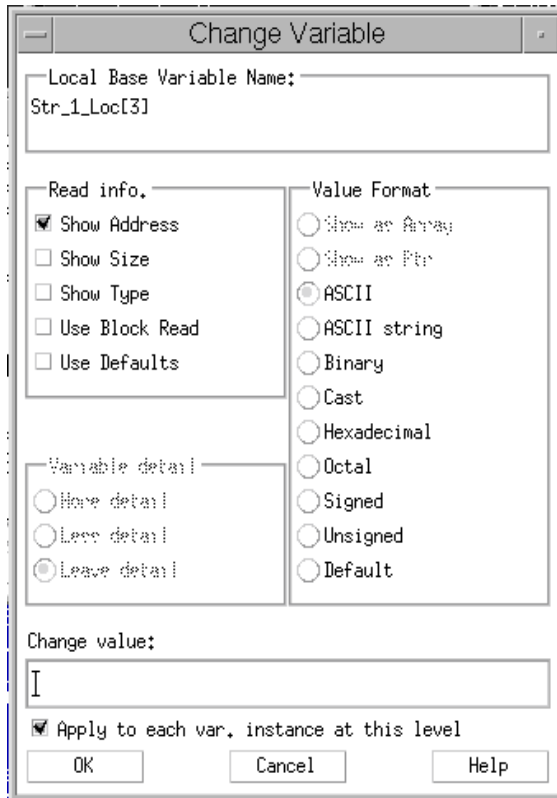 Change Variable
Local Base Variable Name:
Str_1_Loc[3]
Read info.
Show Address
Show Size
Show Type
Use Block Read
Use Defaults
Variable detail
More detail
Less detail
Leave detail
Value Format
Show as Array
Show as Ptr
ASCII
ASCII string
Binary
Cast
Hexadecimal
Octal
Signed
Unsigned
Default
Change value:
Apply to each var. instance at this level
OK Cancel Help